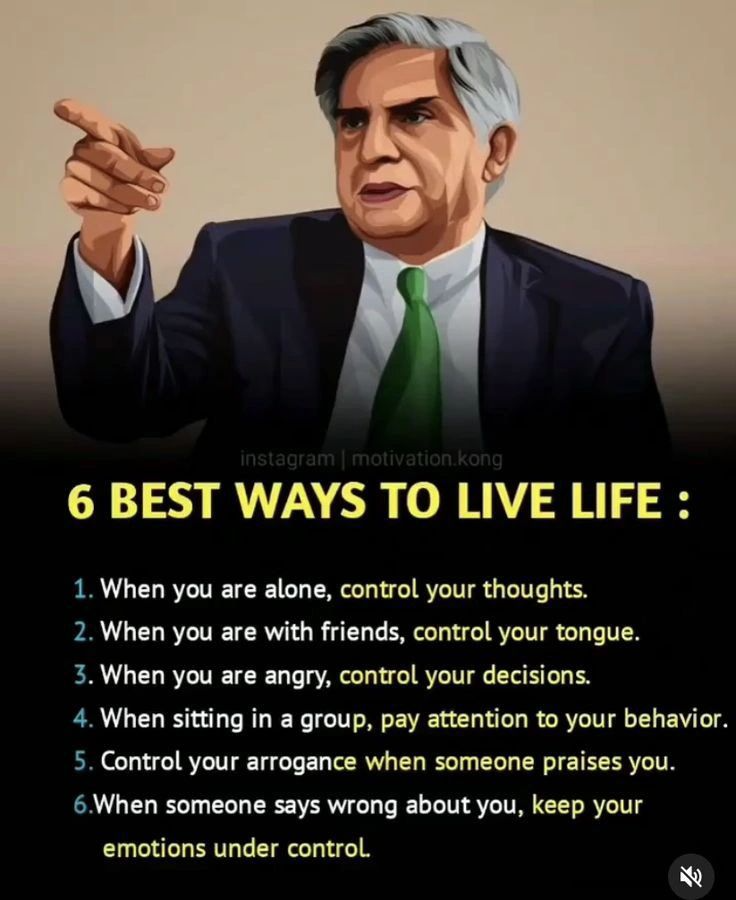 instagram | motivation.kong
6 BEST WAYS TO LIVE LIFE :
1. When you are alone, control your thoughts.
2. When you are with friends, control your tongue.
3. When you are angry, control your decisions.
4. When sitting in a group, pay attention to your behavior.
5. Control your arrogance when someone praises you.
6.When someone says wrong about you, keep your
emotions under control.